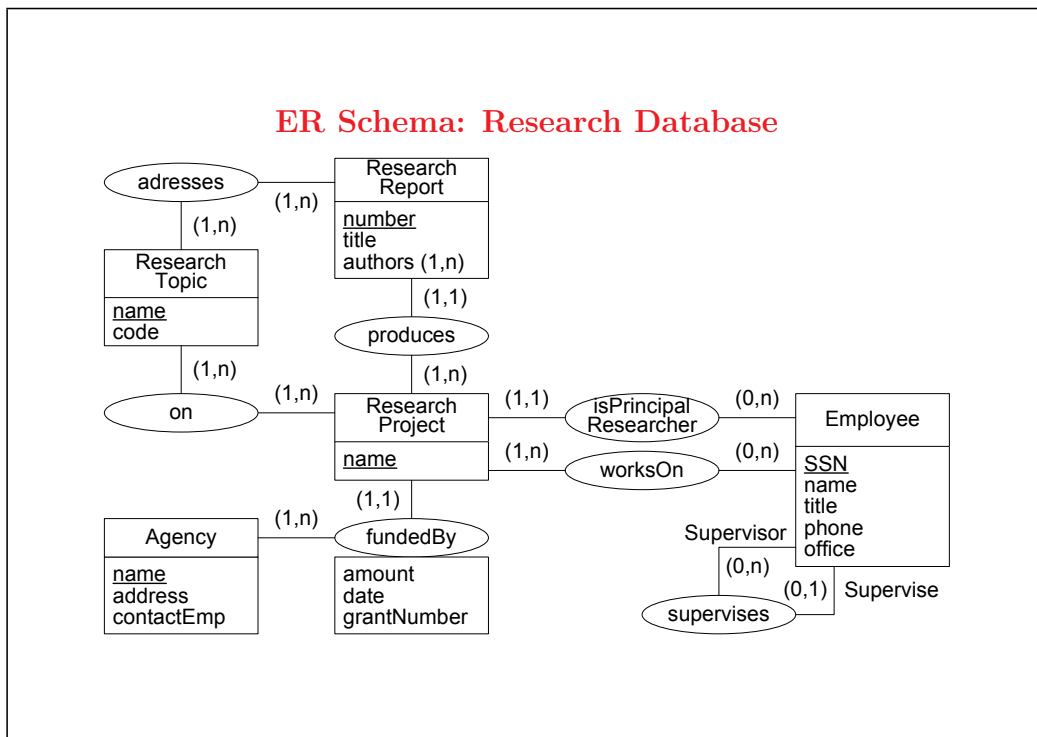 ER Schema: Research Database
adresses
(1,n)
(1,n)
Research
Report
number
title
authors (1,n)
Research
Topic
name
code
(1,1)
produces
(1,n)
(1,n)
on
(1,n)
Research
Project
name
(1,1)
isPrincipal
Researcher
(0,n)
(1,n)
worksOn
(0,n)
Employee
SSN
name
title
phone
office
(1,1)
(1,n)
fundedBy
amount
date
grantNumber
Agency
name
address
contactEmp
Supervisor
(0,n)
(0,1)
Supervise
supervises